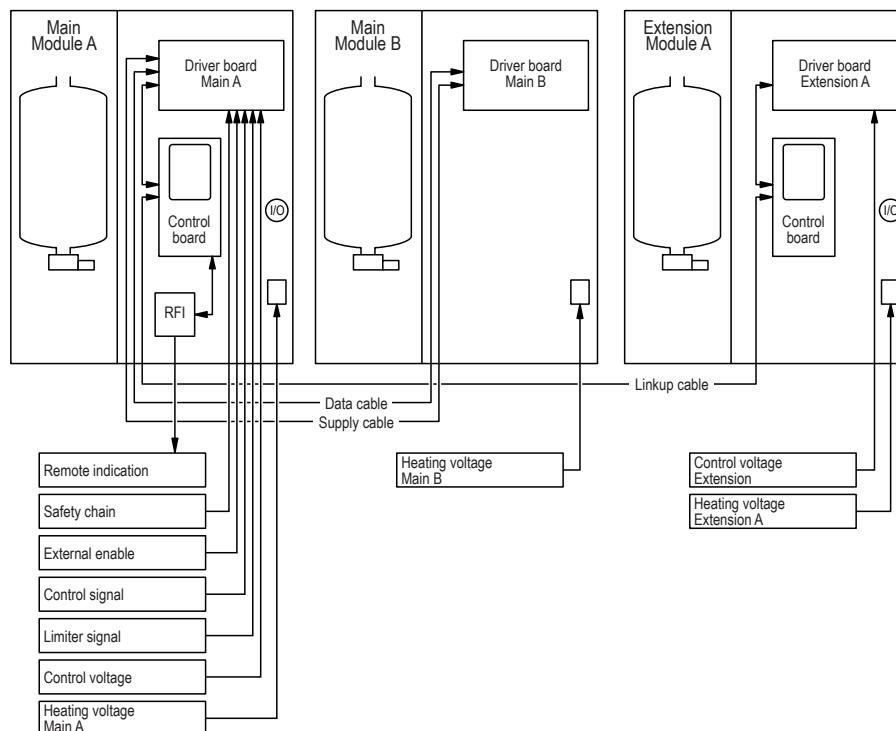 Main
Module A
Driver board
Main A
Control
board
I/O
RFI
Main
Module B
Driver board
Main B
Extension
Module A
Driver board
Extension A
Control
board
I/O
Linkup cable
Data cable
Supply cable
Remote indication
Safety chain
External enable
Control signal
Limiter signal
Control voltage
Heating voltage
Main A
Heating voltage
Main B
Control voltage
Extension
Heating voltage
Extension A